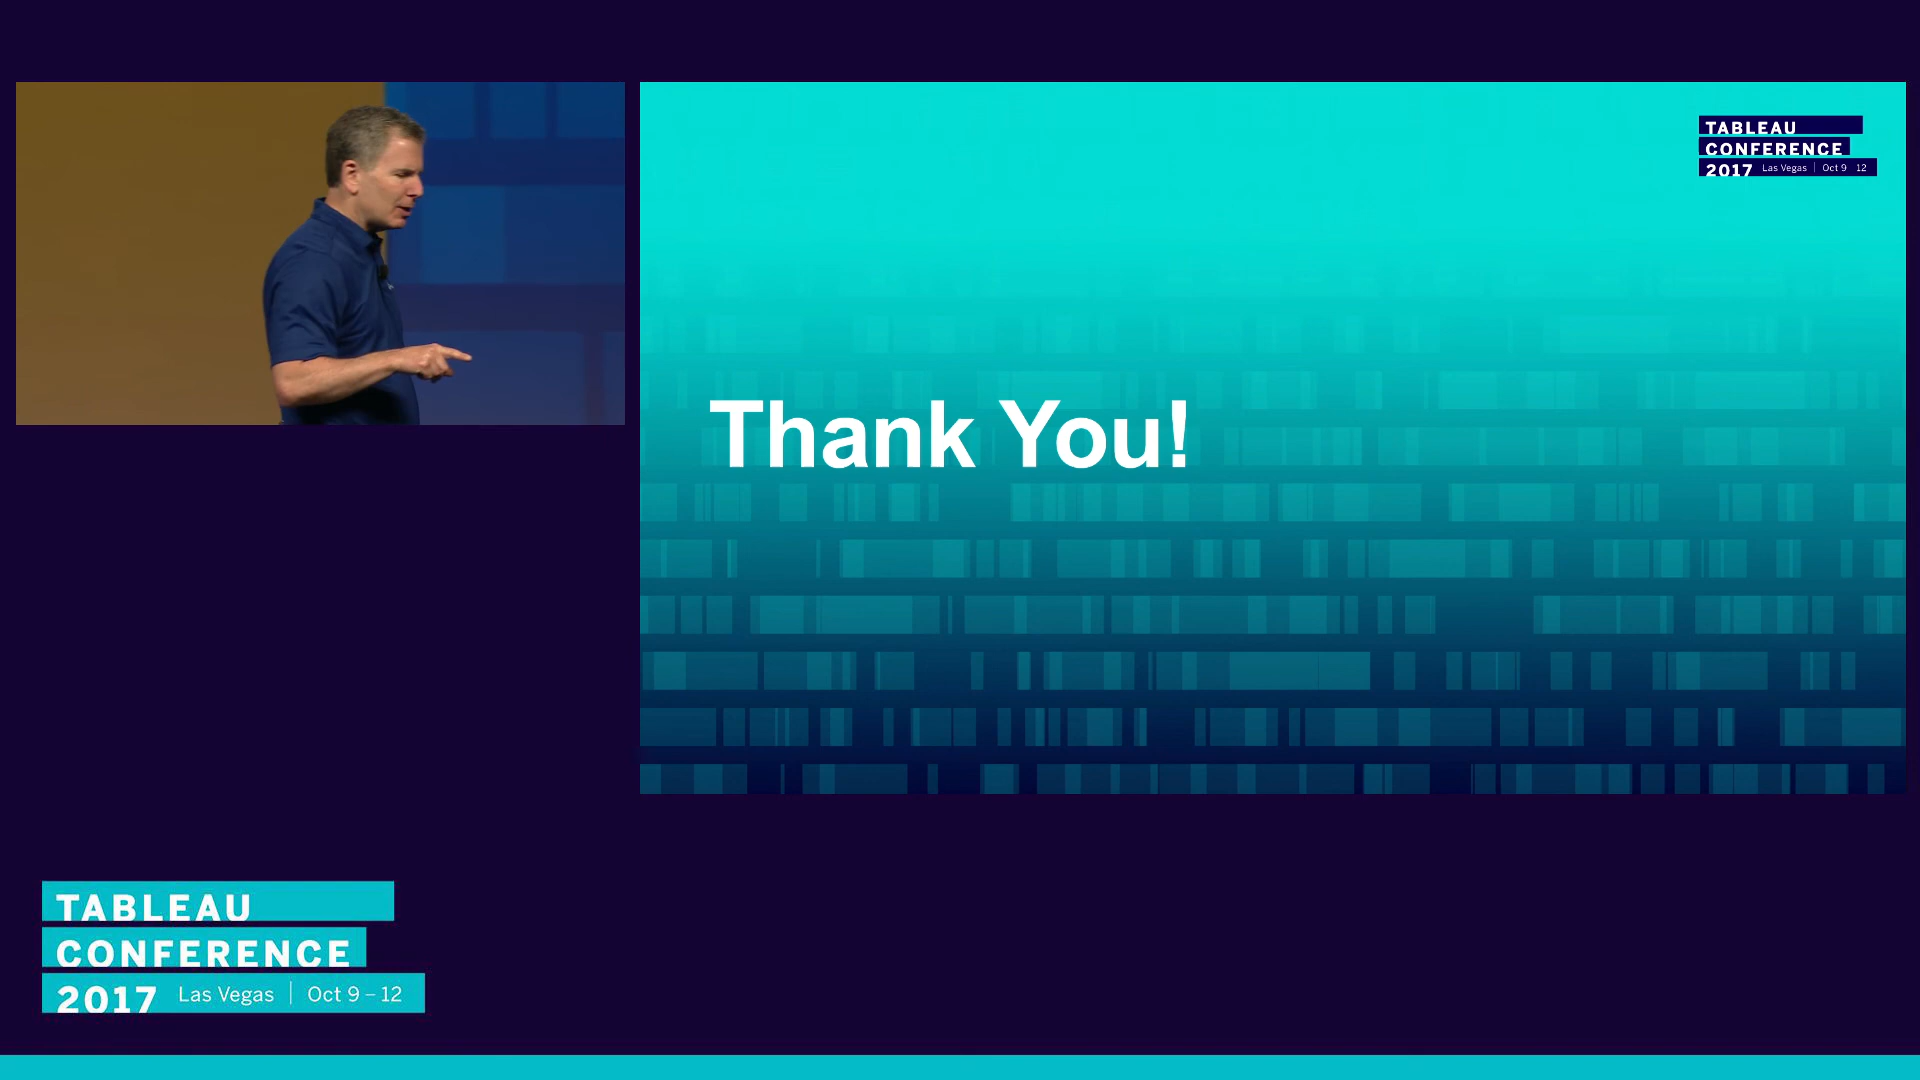 TABLEAU
CONFERENCE
2017 Las Vegas | Oct 9 12
Thank You!
TABLEAU
CONFERENCE
2017 Las Vegas | Oct 9 – 12